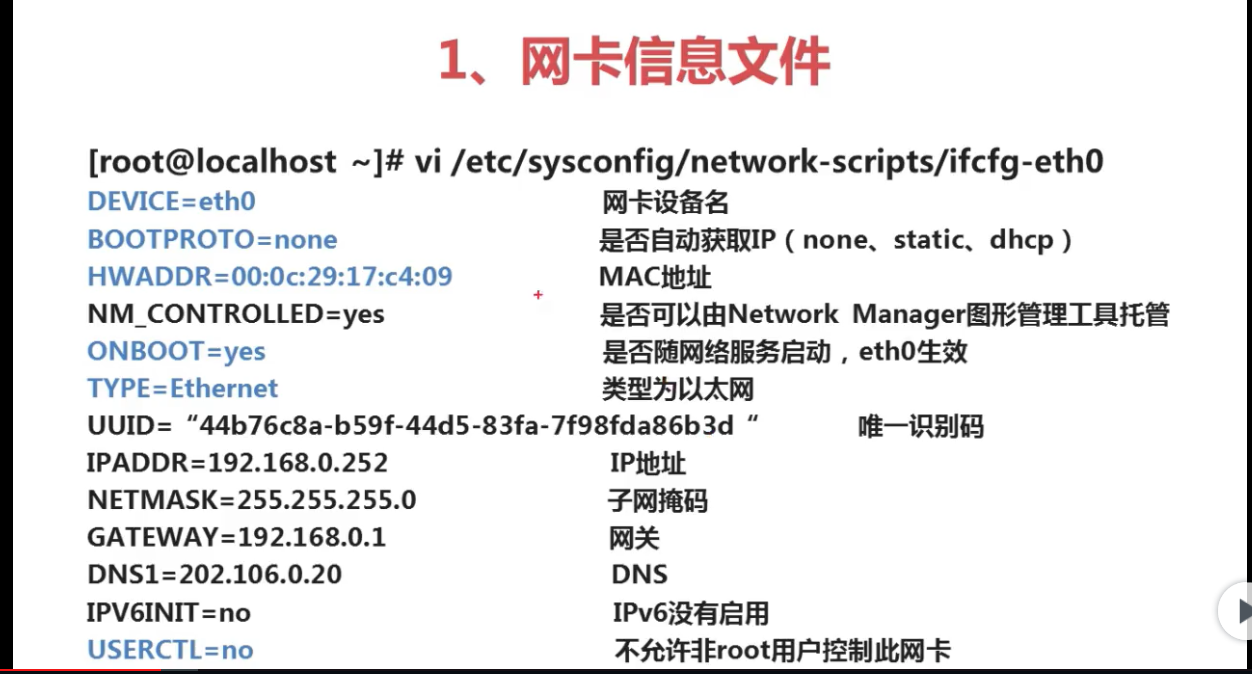 1、网卡信息文件
[root@localhost ~]# vi /etc/sysconfig/network-scripts/ifcfg-eth0
DEVICE=eth0 网卡设备名
BOOTPROTO=none 是否自动获取IP（none、static、dhcp）
HWADDR=00:0c:29:17:c4:09 MAC地址
NM_CONTROLLED=yes 是否可以由Network Manager图形管理工具托管
ONBOOT=yes 是否随网络服务启动，eth0生效
TYPE=Ethernet 类型为以太网
UUID=“44b76c8a-b59f-44d5-83fa-7f98fda86b3d“ 唯一识别码
IPADDR=192.168.0.252 IP地址
NETMASK=255.255.255.0 子网掩码
GATEWAY=192.168.0.1 网关
DNS1=202.106.0.20 DNS
IPV6INIT=no IPv6没有启用
USERCTL=no 不允许非root用户控制此网卡